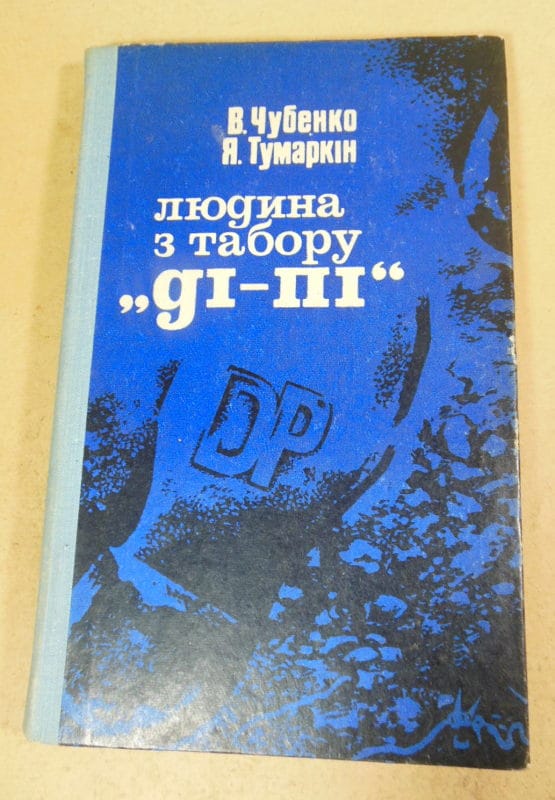 В. Чубенко
Я. Тумаркін
людина
з табору
„ді-пі“
DP